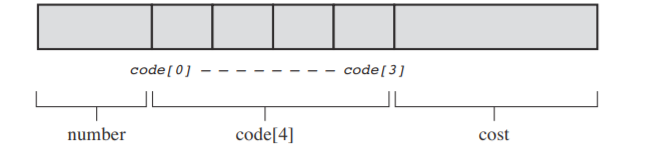 code[0] – – – – – – – – code[3]
number code[4] cost